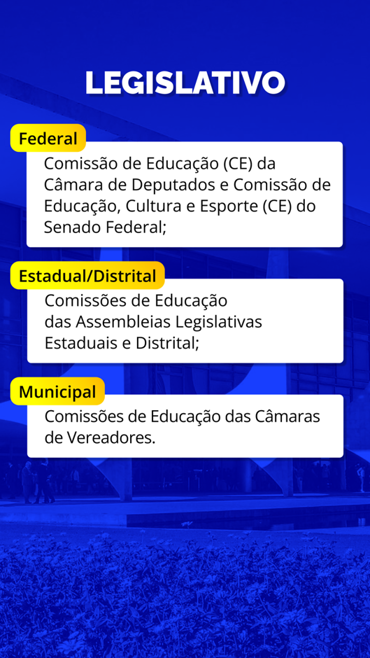 LEGISLATIVO
Federal
Comissão de Educação (CE) da
Câmara de Deputados e Comissão de
Educação, Cultura e Esporte (CE) do
Senado Federal;
Estadual/Distrital
Comissões de Educação
das Assembleias Legislativas
Estaduais e Distrital;
Municipal
Comissões de Educação das Câmaras
de Vereadores.